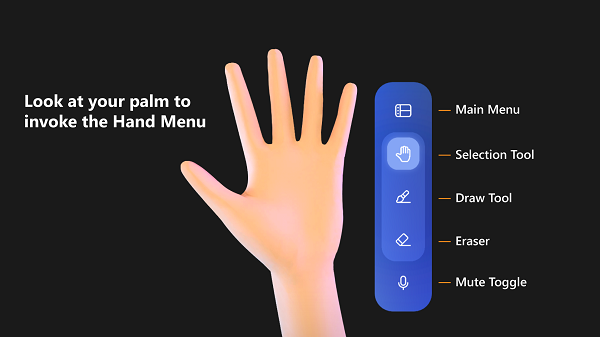 Look at your palm to
invoke the Hand Menu
Main Menu
Selection Tool
Draw Tool
Eraser
Mute Toggle